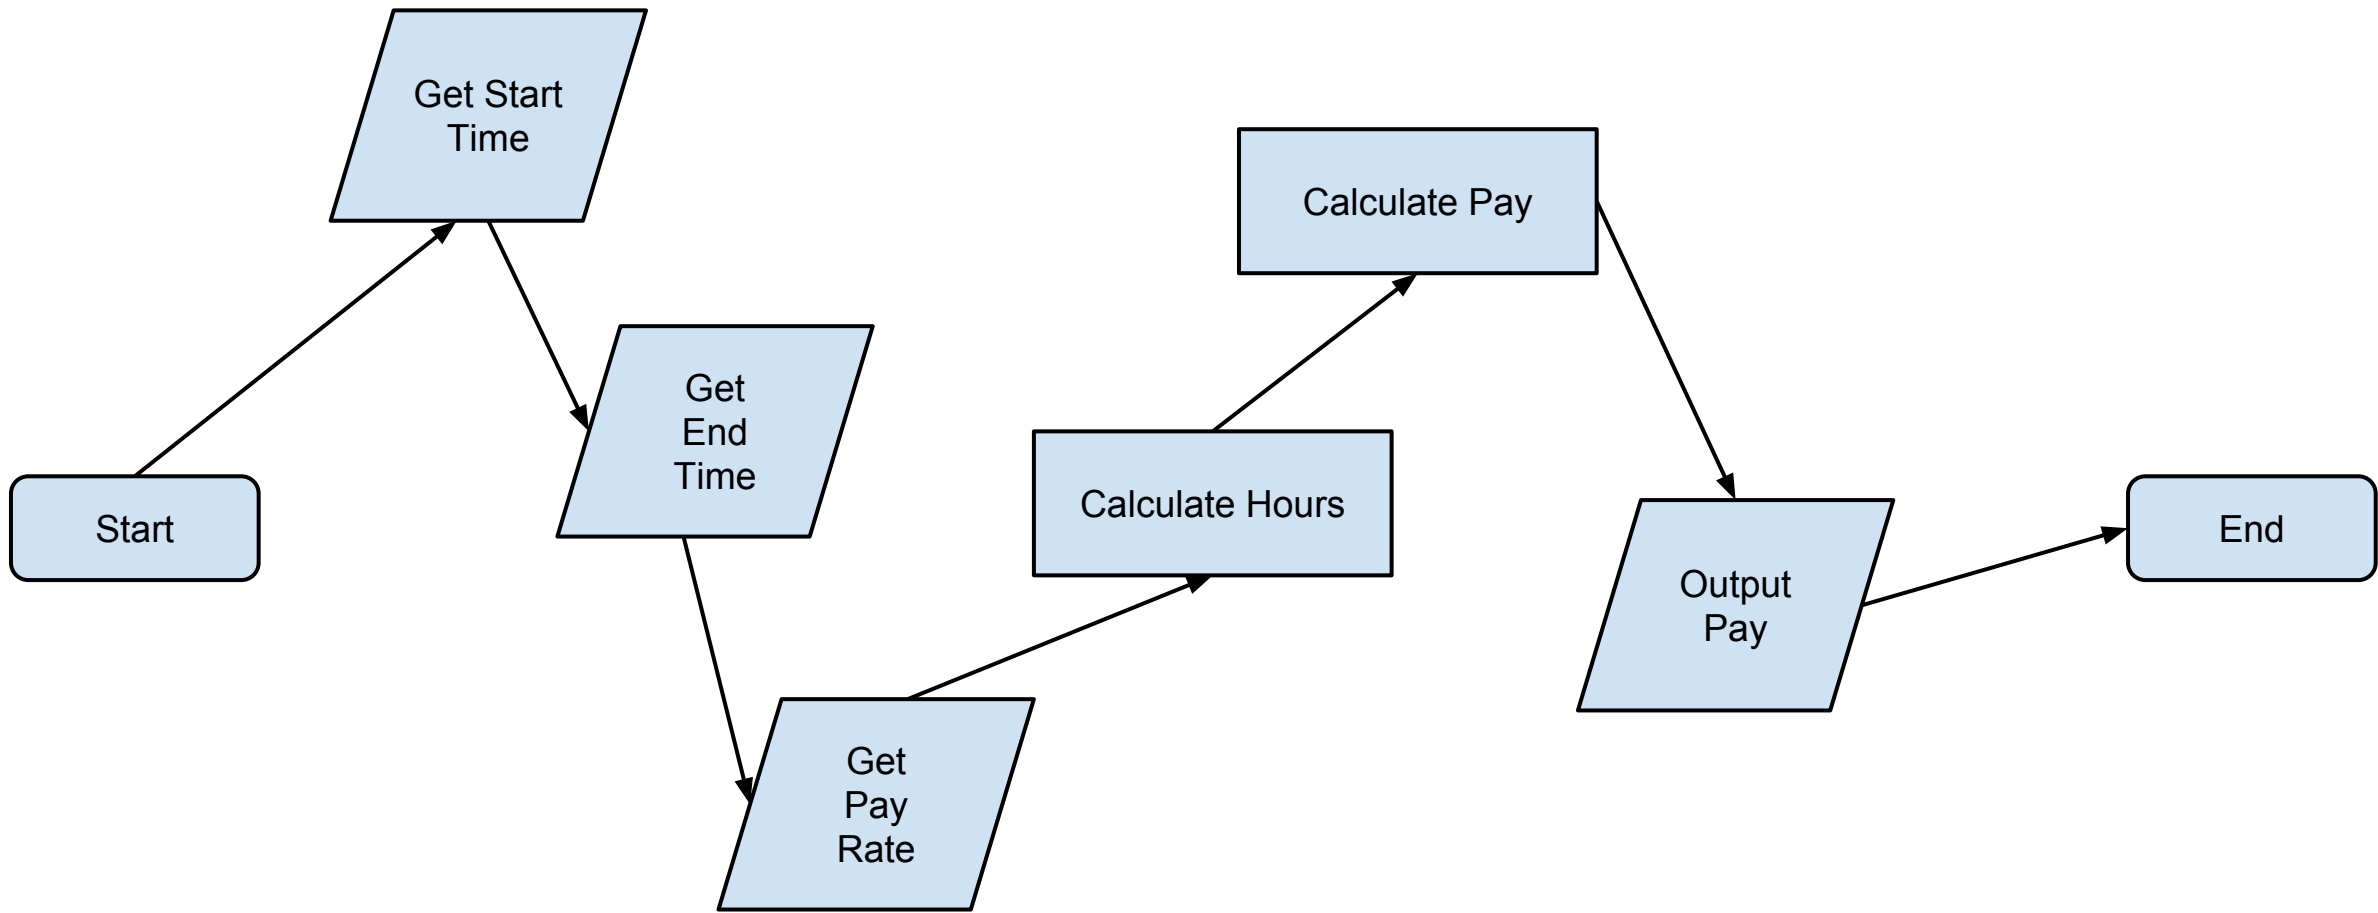 Start
Get Start
Time
Get
End
Time
Get
Pay
Rate
Calculate Hours
Calculate Pay
Output
Pay
End